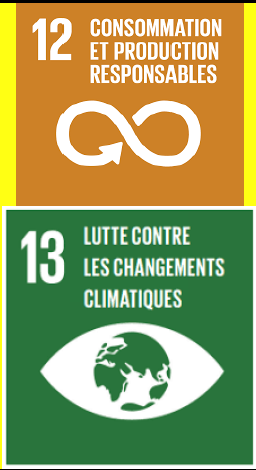 12 CONSOMMATION
ET PRODUCTION
RESPONSABLES
13 LUTTE CONTRE
LES CHANGEMENTS
CLIMATIQUES